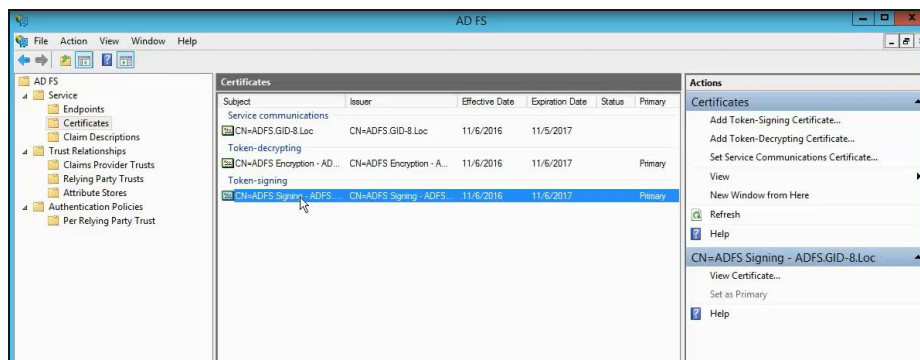 AD FS
File Action View Window Help
AD FS
Service
Endpoints
Certificates
Claim Descriptions
Trust Relationships
Claims Provider Trusts
Relying Party Trusts
Attribute Stores
Authentication Policies
Per Relying Party Trust
Certificates
Subject Issuer Effective Date Expiration Date Status Primary
Service communications
CN=ADFS.GID-8.Loc CN=ADFS.GID-8.Loc 11/6/2016 11/5/2017
Token-decrypting
CN=ADFS Encryption - AD... CN=ADFS Encryption - A... 11/6/2016 11/6/2017 Primary
Token-signing
CN=ADFS Signing - ADFS.... CN=ADFS Signing - ADFS... 11/6/2016 11/6/2017 Primary
Actions
Certificates
Add Token-Signing Certificate...
Add Token-Decrypting Certificate...
Set Service Communications Certificate...
View
New Window from Here
Refresh
Help
CN=ADFS Signing - ADFS.GID-8.Loc
View Certificate...
Set as Primary
Help